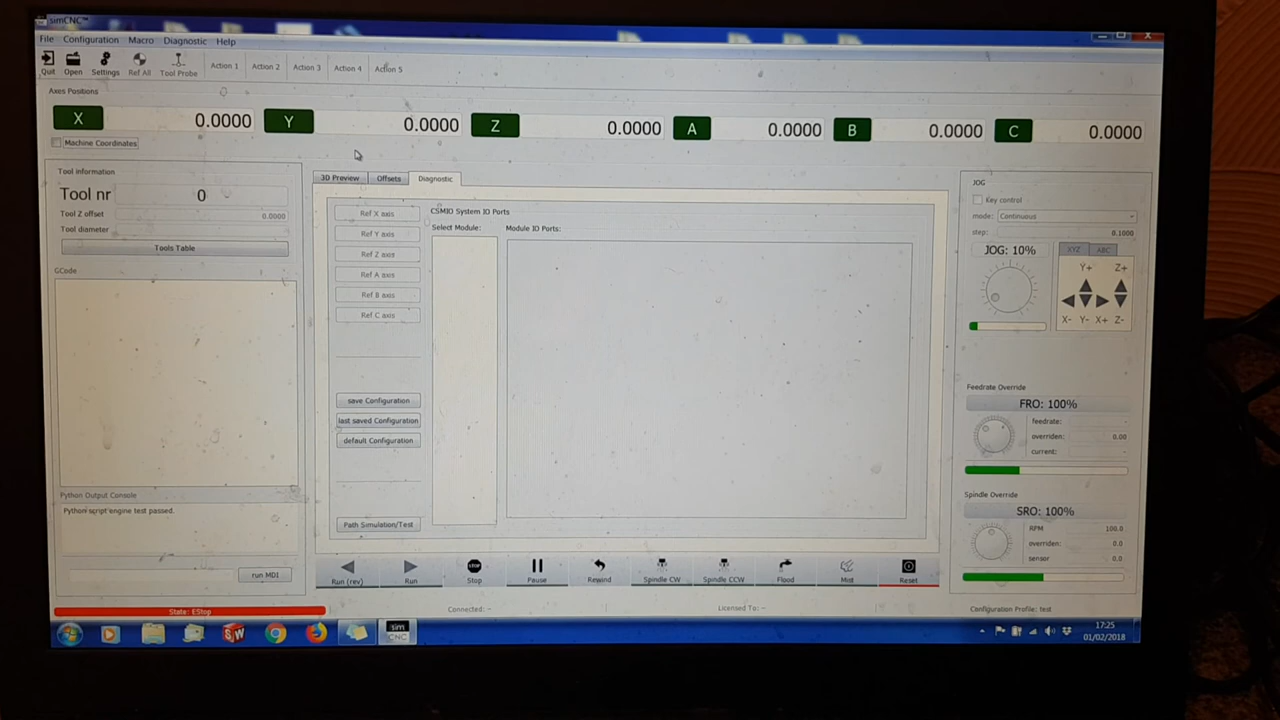 simCNC™
File Configuration Macro Diagnostic Help
Quit Open Settings Ref All Tool Probe Action 1 Action 2 Action 3 Action 4 Action 5
Axes Positions
X 0.0000 Y 0.0000 Z 0.0000 A 0.0000 B 0.0000 C 0.0000
Machine Coordinates
Tool information
Tool nr 0
Tool Z offset 0.0000
Tool diameter
Tools Table
GCode
Python Output Console
Python script engine test passed.
run MDI
3D Preview Offsets Diagnostic
Ref X axis
Ref Y axis
Ref Z axis
Ref A axis
Ref B axis
Ref C axis
save Configuration
last saved Configuration
default Configuration
Path Simulation/Test
CSMIO System IO Ports
Select Module: Module IO Ports:
Run (rev) Run Stop Pause Rewind Spindle CW Spindle CCW Flood Mist Reset
JOG
Key control
mode: Continuous
step: 0.1000
JOG: 10%
XYZ ABC
Y+ Z+
X- Y- X+ Z-
Feedrate Override
FRO: 100%
feedrate: -
overriden: 0.00
current: -
Spindle Override
SRO: 100%
RPM 100.0
overriden: 0.0
sensor 0.0
State: EStop Connected: - Licensed To: - Configuration Profile: test
SW
sim
CNC
17:25
01/02/2018